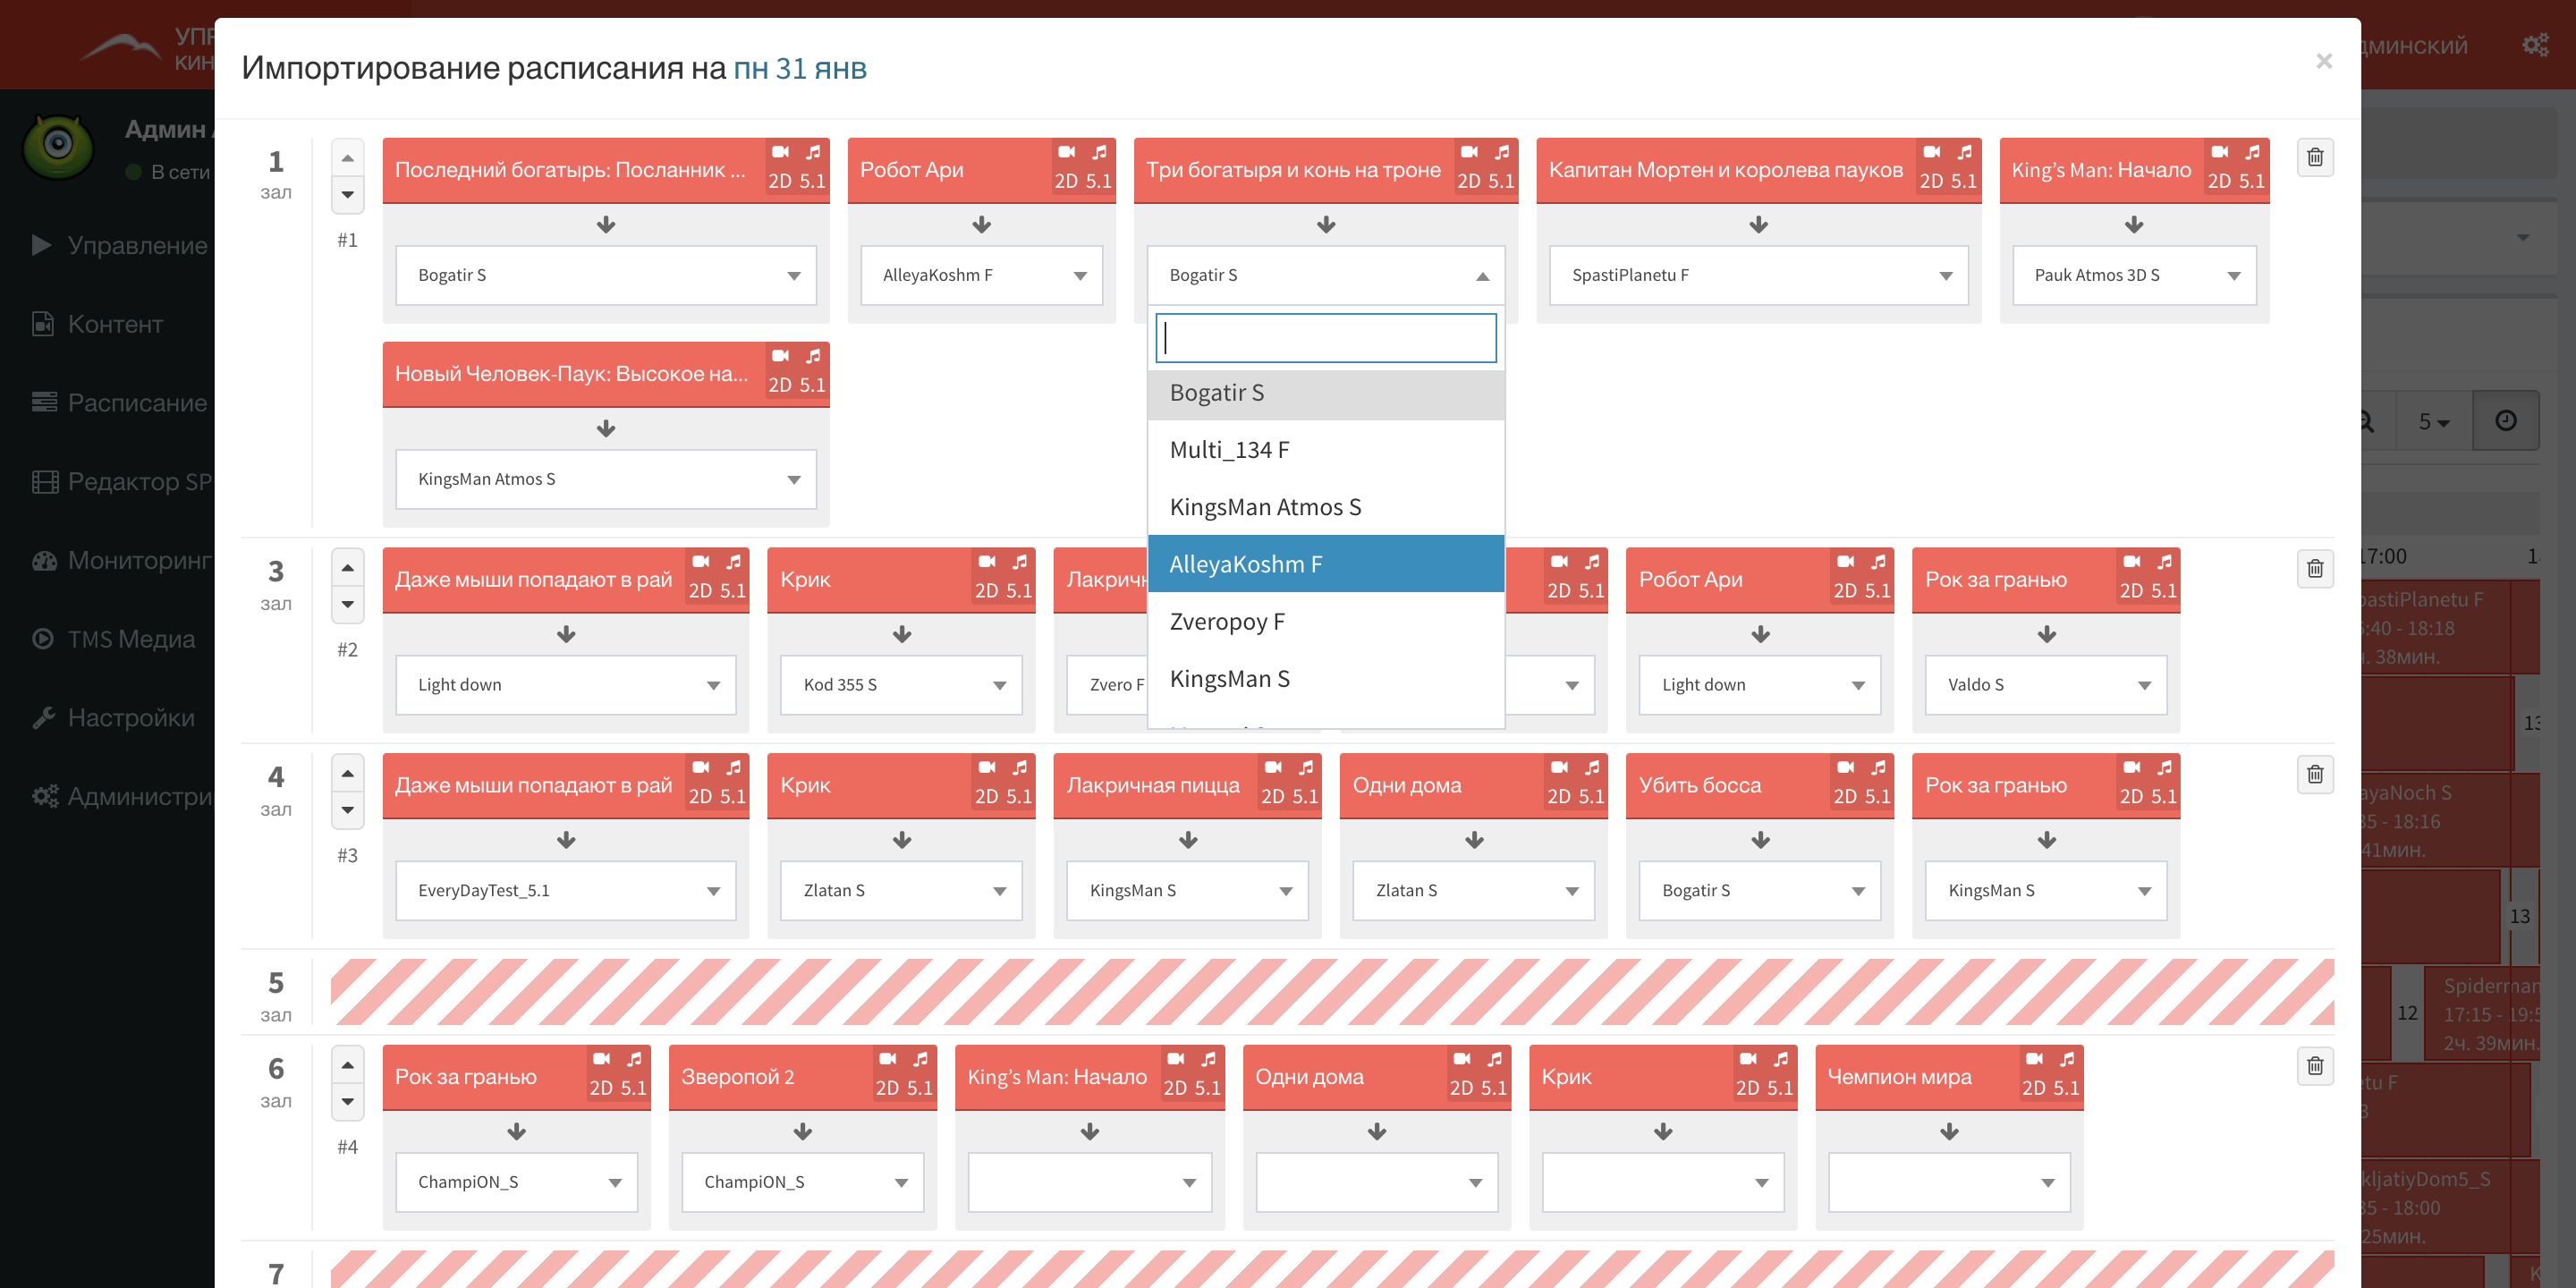 УПР
КИН
Админ
В сети
Управление
Контент
Расписание
Редактор SP
Мониторинг
TMS Медиа
Настройки
Администри
Импортирование расписания на пн 31 янв
×
дминский
1
зал
#1
Последний богатырь: Посланник ...
2D 5.1
Bogatir S
Робот Ари
2D 5.1
AlleyaKoshm F
Три богатыря и конь на троне
2D 5.1
Bogatir S
Капитан Мортен и королева пауков
2D 5.1
SpastiPlanetu F
King's Man: Начало
2D 5.1
Pauk Atmos 3D S
Новый Человек-Паук: Высокое на...
2D 5.1
KingsMan Atmos S
Bogatir S
Multi_134 F
KingsMan Atmos S
AlleyaKoshm F
Zveropoy F
KingsMan S
3
зал
#2
Даже мыши попадают в рай
2D 5.1
Light down
Крик
2D 5.1
Kod 355 S
Лакричн
Zvero F
2D 5.1
Робот Ари
2D 5.1
Light down
Рок за гранью
2D 5.1
Valdo S
4
зал
#3
Даже мыши попадают в рай
2D 5.1
EveryDayTest_5.1
Крик
2D 5.1
Zlatan S
Лакричная пицца
2D 5.1
KingsMan S
Одни дома
2D 5.1
Zlatan S
Убить босса
2D 5.1
Bogatir S
Рок за гранью
2D 5.1
KingsMan S
5
зал
6
зал
#4
Рок за гранью
2D 5.1
ChampiON_S
Зверопой 2
2D 5.1
ChampiON_S
King's Man: Начало
2D 5.1
Одни дома
2D 5.1
Крик
2D 5.1
Чемпион мира
2D 5.1
7
5
17:00
pastiPlanetu F
5:40 - 18:18
ч. 38мин.
13
ayaNoch S
35 - 18:16
41мин.
13
12
Spiderman
17:15 - 19:5
2ч. 39мин.
etu F
kljatiyDom5_S
35 - 18:00
25мин.